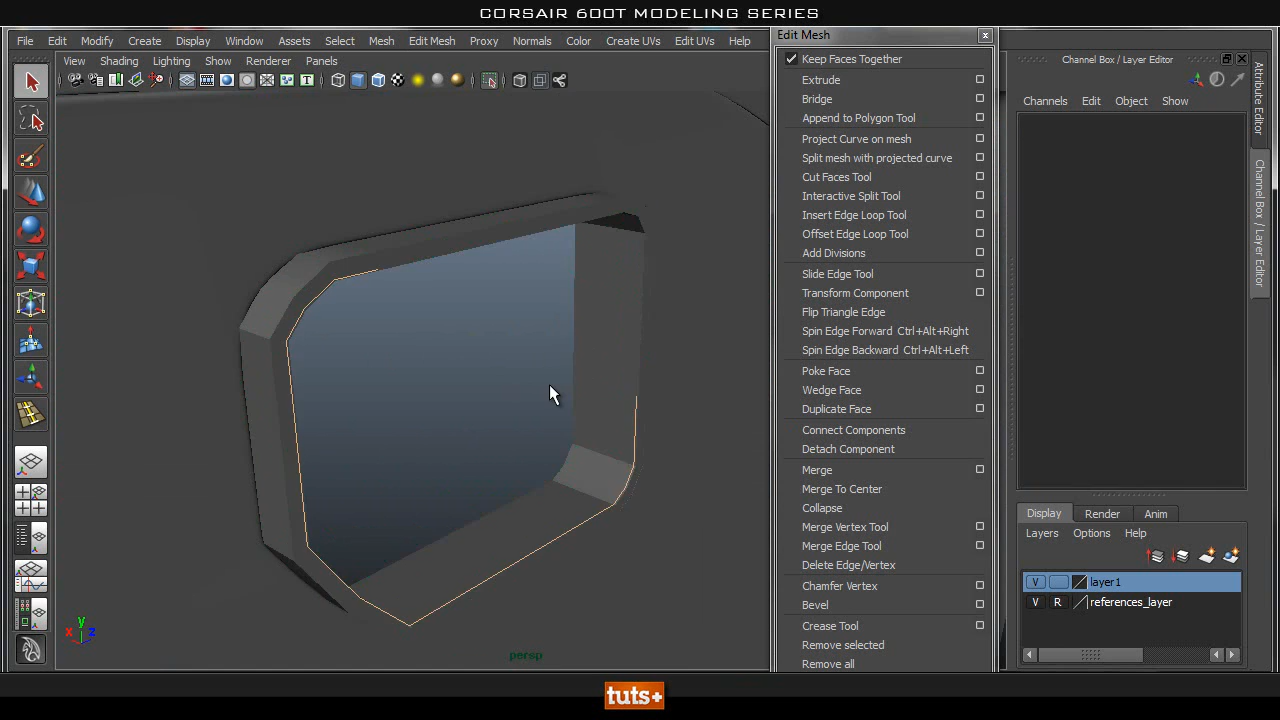 CORSAIR 600T MODELING SERIES
File Edit Modify Create Display Window Assets Select Mesh Edit Mesh Proxy Normals Color Create UVs Edit UVs Help
View Shading Lighting Show Renderer Panels
Edit Mesh
Keep Faces Together
Extrude
Bridge
Append to Polygon Tool
Project Curve on mesh
Split mesh with projected curve
Cut Faces Tool
Interactive Split Tool
Insert Edge Loop Tool
Offset Edge Loop Tool
Add Divisions
Slide Edge Tool
Transform Component
Flip Triangle Edge
Spin Edge Forward Ctrl+Alt+Right
Spin Edge Backward Ctrl+Alt+Left
Poke Face
Wedge Face
Duplicate Face
Connect Components
Detach Component
Merge
Merge To Center
Collapse
Merge Vertex Tool
Merge Edge Tool
Delete Edge/Vertex
Chamfer Vertex
Bevel
Crease Tool
Remove selected
Remove all
Channel Box / Layer Editor
Channels Edit Object Show
Attribute Editor
Channel Box / Layer Editor
Display Render Anim
Layers Options Help
V layer1
V R references_layer
y
x z
persp
tuts+